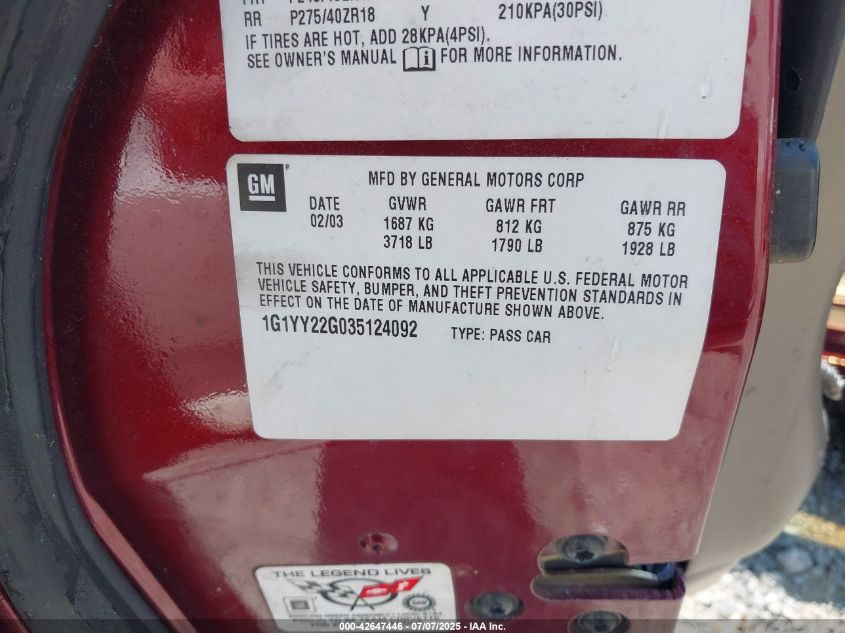 RR P275/40ZR18 Y 210KPA(30PSI)
IF TIRES ARE HOT, ADD 28KPA(4PSI).
SEE OWNER'S MANUAL FOR MORE INFORMATION.
GM
MFD BY GENERAL MOTORS CORP
DATE GVWR GAWR FRT GAWR RR
02/03 1687 KG 812 KG 875 KG
3718 LB 1790 LB 1928 LB
THIS VEHICLE CONFORMS TO ALL APPLICABLE U.S. FEDERAL MOTOR
VEHICLE SAFETY, BUMPER, AND THEFT PREVENTION STANDARDS IN
EFFECT ON THE DATE OF MANUFACTURE SHOWN ABOVE.
1G1YY22G035124092 TYPE: PASS CAR
THE LEGEND LIVES
GM
000-42647446 - 07/07/2025 - IAA Inc.